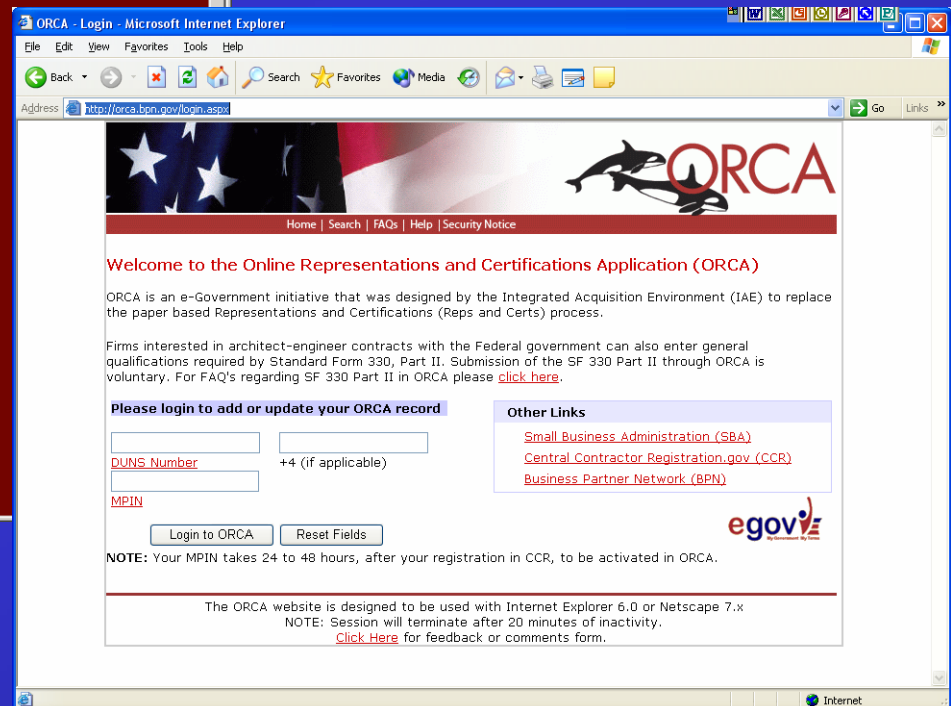 ORCA - Login - Microsoft Internet Explorer
File Edit View Favorites Tools Help
Back Search Favorites Media
Address http://orca.bpn.gov/login.aspx Go Links »
ORCA
Home | Search | FAQs | Help | Security Notice
Welcome to the Online Representations and Certifications Application (ORCA)
ORCA is an e-Government initiative that was designed by the Integrated Acquisition Environment (IAE) to replace
the paper based Representations and Certifications (Reps and Certs) process.
Firms interested in architect-engineer contracts with the Federal government can also enter general
qualifications required by Standard Form 330, Part II. Submission of the SF 330 Part II through ORCA is
voluntary. For FAQ's regarding SF 330 Part II in ORCA please click here.
Please login to add or update your ORCA record
DUNS Number +4 (if applicable)
MPIN
Login to ORCA Reset Fields
Other Links
Small Business Administration (SBA)
Central Contractor Registration.gov (CCR)
Business Partner Network (BPN)
egov
My Government. My Terms.
NOTE: Your MPIN takes 24 to 48 hours, after your registration in CCR, to be activated in ORCA.
The ORCA website is designed to be used with Internet Explorer 6.0 or Netscape 7.x
NOTE: Session will terminate after 20 minutes of inactivity.
Click Here for feedback or comments form.
Internet